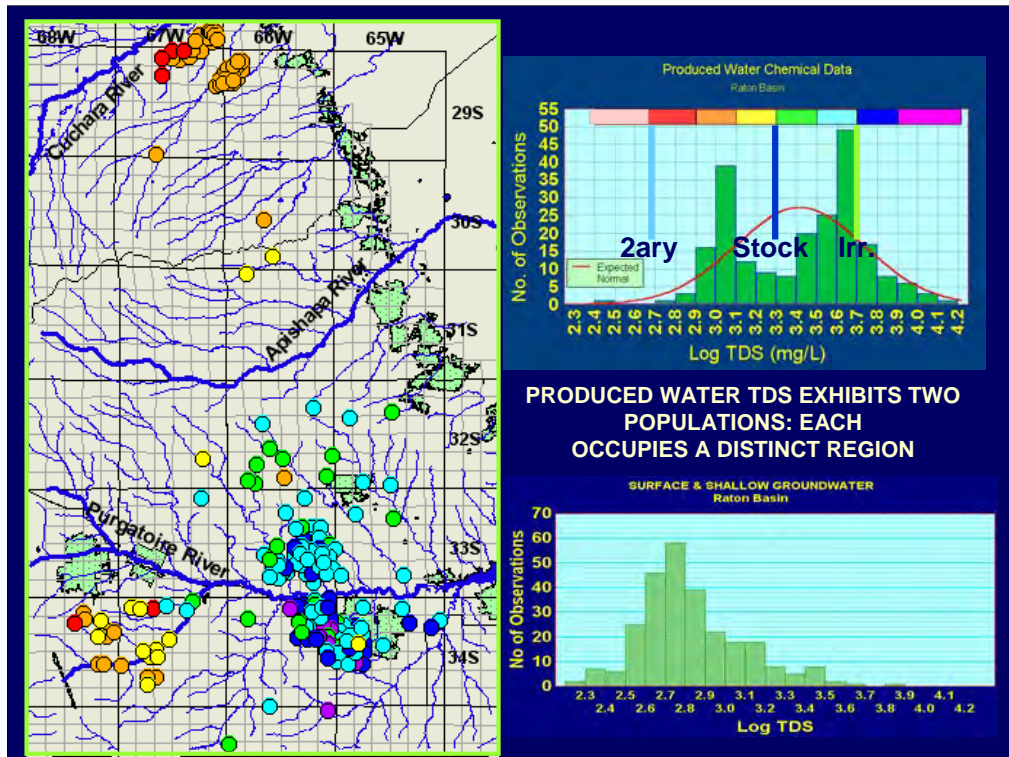 68W 67W 66W 65W
29S
Cuchara River
30S
Apishapa River
31S
32S
Purgatoire River
33S
34S
Produced Water Chemical Data
Raton Basin
No. of Observations
55
50
45
40
35
30
25
20
15
10
5
0
2ary Stock Irr.
Expected
Normal
2.3 2.4 2.5 2.6 2.7 2.8 2.9 3.0 3.1 3.2 3.3 3.4 3.5 3.6 3.7 3.8 3.9 4.0 4.1 4.2
Log TDS (mg/L)
PRODUCED WATER TDS EXHIBITS TWO
POPULATIONS: EACH
OCCUPIES A DISTINCT REGION
SURFACE & SHALLOW GROUNDWATER
Raton Basin
No of Observations
70
60
50
40
30
20
10
0
2.3 2.5 2.7 2.9 3.1 3.3 3.5 3.7 3.9 4.1
2.4 2.6 2.8 3.0 3.2 3.4 3.6 3.8 4.0 4.2
Log TDS